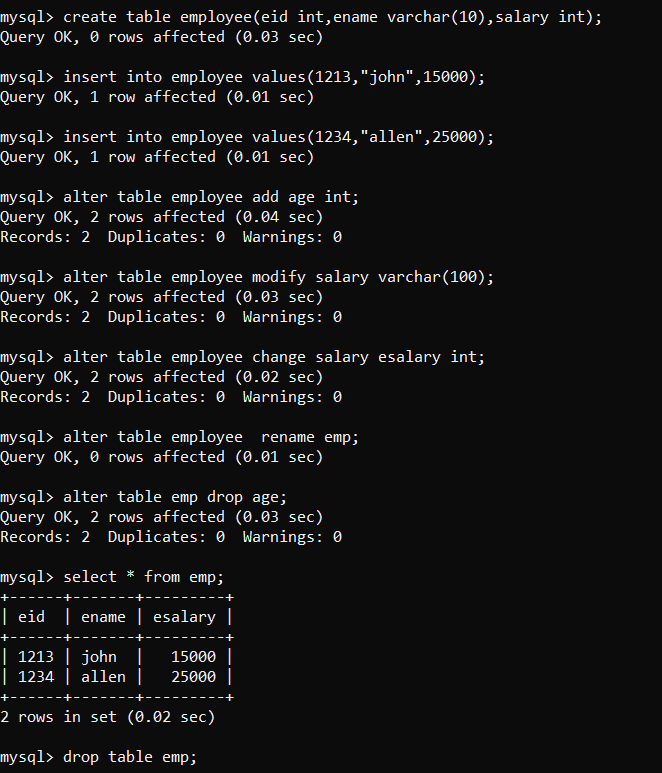 mysql> create table employee(eid int,ename varchar(10),salary int);
Query OK, 0 rows affected (0.03 sec)
mysql> insert into employee values(1213,"john",15000);
Query OK, 1 row affected (0.01 sec)
mysql> insert into employee values(1234,"allen",25000);
Query OK, 1 row affected (0.01 sec)
mysql> alter table employee add age int;
Query OK, 2 rows affected (0.04 sec)
Records: 2  Duplicates: 0  Warnings: 0
mysql> alter table employee modify salary varchar(100);
Query OK, 2 rows affected (0.03 sec)
Records: 2  Duplicates: 0  Warnings: 0
mysql> alter table employee change salary esalary int;
Query OK, 2 rows affected (0.02 sec)
Records: 2  Duplicates: 0  Warnings: 0
mysql> alter table employee  rename emp;
Query OK, 0 rows affected (0.01 sec)
mysql> alter table emp drop age;
Query OK, 2 rows affected (0.03 sec)
Records: 2  Duplicates: 0  Warnings: 0
mysql> select * from emp;
+------+-------+---------+
| eid  | ename | esalary |
+------+-------+---------+
| 1213 | john  |   15000 |
| 1234 | allen |   25000 |
+------+-------+---------+
2 rows in set (0.02 sec)
mysql> drop table emp;